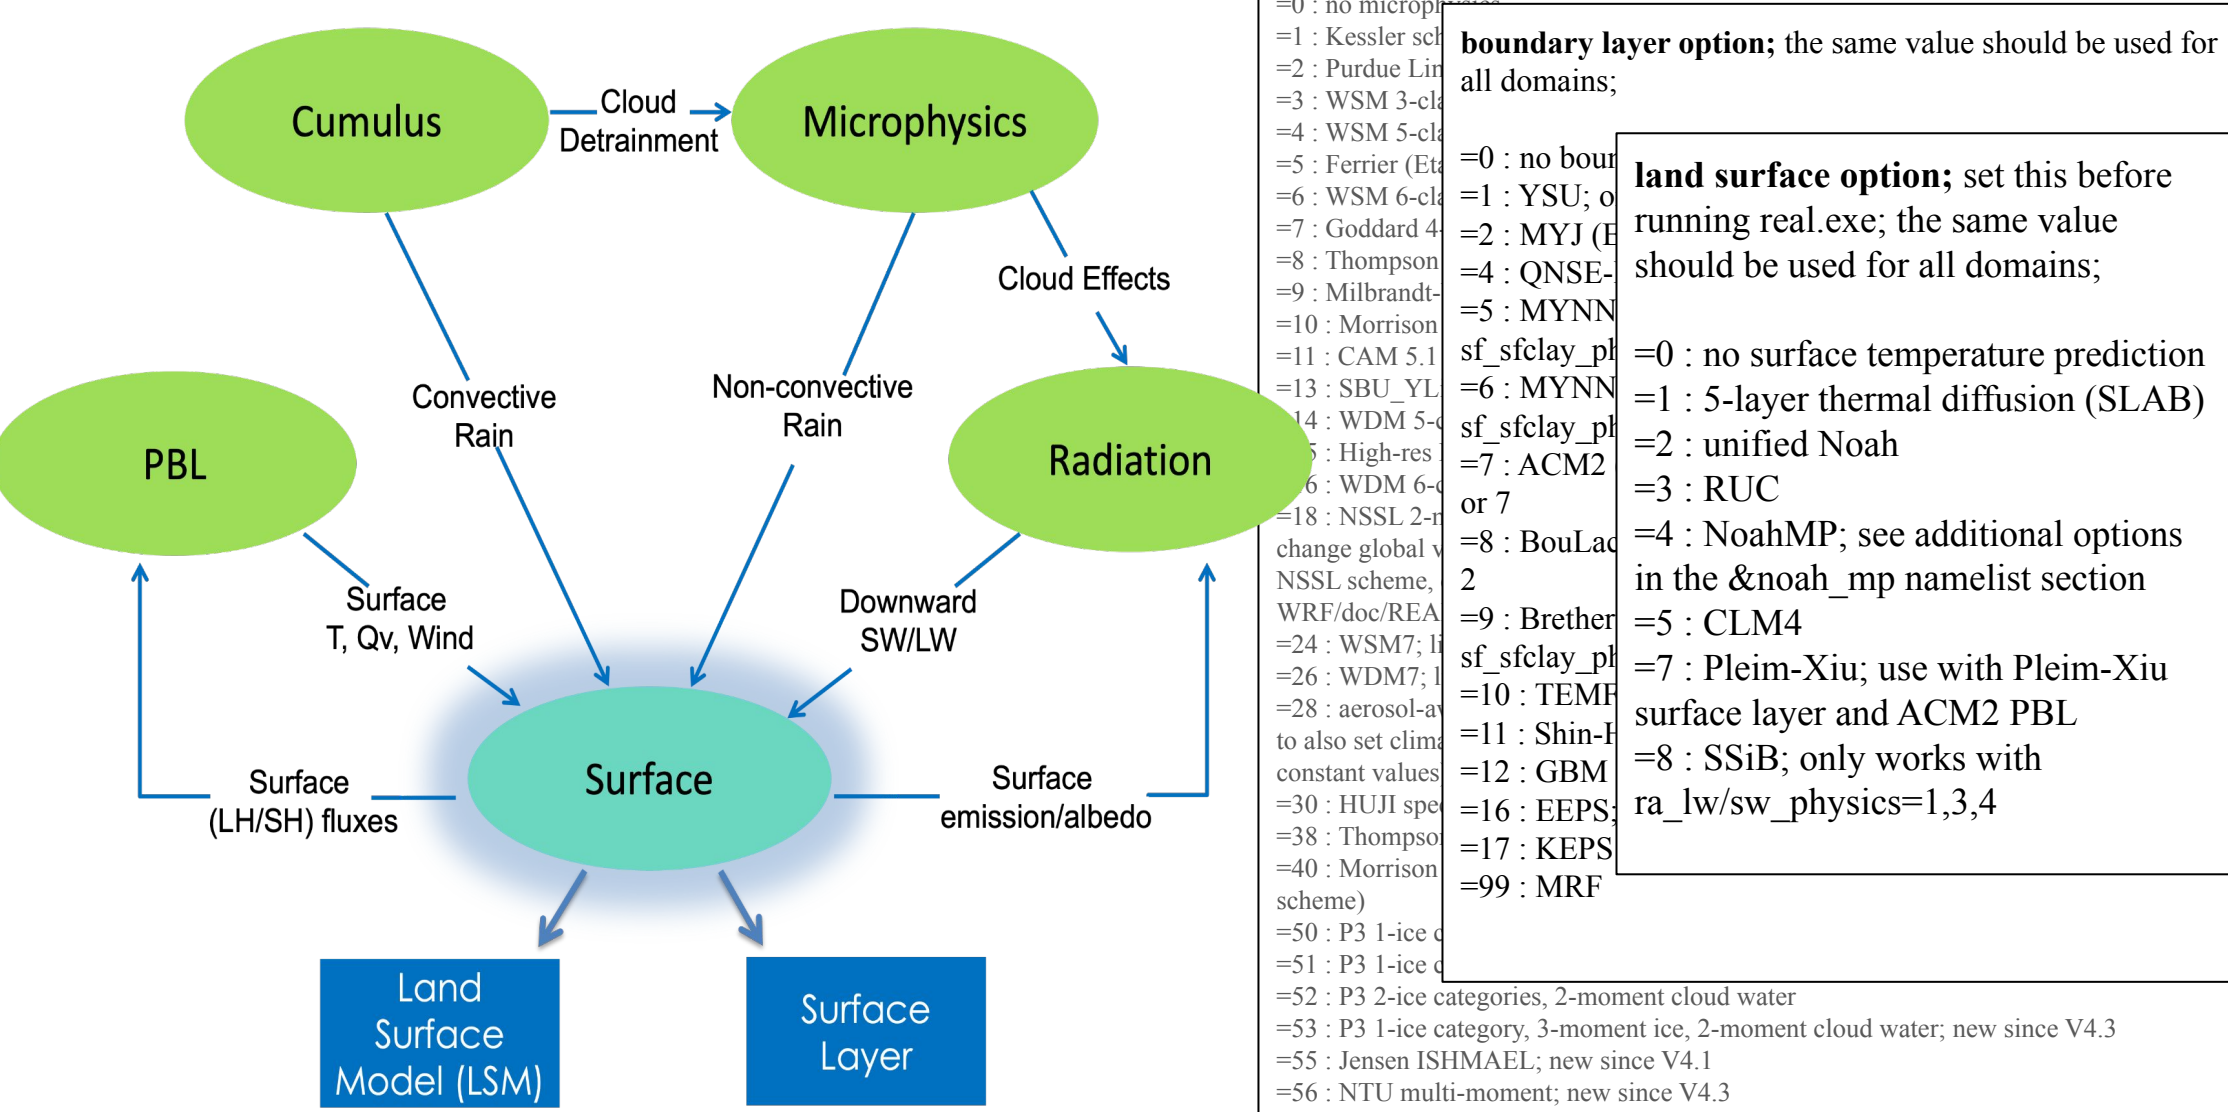 Cumulus
Cloud
Detrainment
Microphysics
Cloud Effects
Convective
Rain
Non-convective
Rain
PBL
Radiation
Surface
T, Qv, Wind
Downward
SW/LW
Surface
Surface
(LH/SH) fluxes
Surface
emission/albedo
Land
Surface
Model (LSM)
Surface
Layer
=0 : no
=1 : Kessler
=2 : Purdue
=3 : WSM
=4 : WSM
=5 : Ferrier
=6 : WSM
=7 : Goddard
=8 : Thompson
=9 : Milbrandt-
=10 : Morrison
=11 : CAM 5.1
=13 :
: WDM
: High-res
: WDM
=18 : NSSL
change global
NSSL scheme,
=24 : WSM7;
=26 : WDM7;
=28 :
to also set
constant
=30 : HUJI
=38 :
=40 : Morrison
scheme)
=50 : P3 1-ice
=51 : P3 1-ice
=52 : P3 2-ice categories, 2-moment cloud water
=53 : P3 1-ice category, 3-moment ice, 2-moment cloud water; new since V4.3
=55 : Jensen ISHMAEL; new since V4.1
=56 : NTU multi-moment; new since V4.3
boundary layer option; the same value should be used for
all domains;
=0 : no
=1 : YSU;
=2 : MYJ
=4 : QNSE-
=5 : MYNN
=6 : MYNN
=7 : ACM2
or 7
=8 :
2
=9 :
=10 :
=11 :
=12 : GBM
=16 : EEPS;
=17 : KEPS
=99 : MRF
land surface option; set this before
running real.exe; the same value
should be used for all domains;
=0 : no surface temperature prediction
=1 : 5-layer thermal diffusion (SLAB)
=2 : unified Noah
=3 : RUC
=4 : NoahMP; see additional options
in the &noah_mp namelist section
=5 : CLM4
=7 : Pleim-Xiu; use with Pleim-Xiu
surface layer and ACM2 PBL
=8 : SSiB; only works with
ra_lw/sw_physics=1,3,4